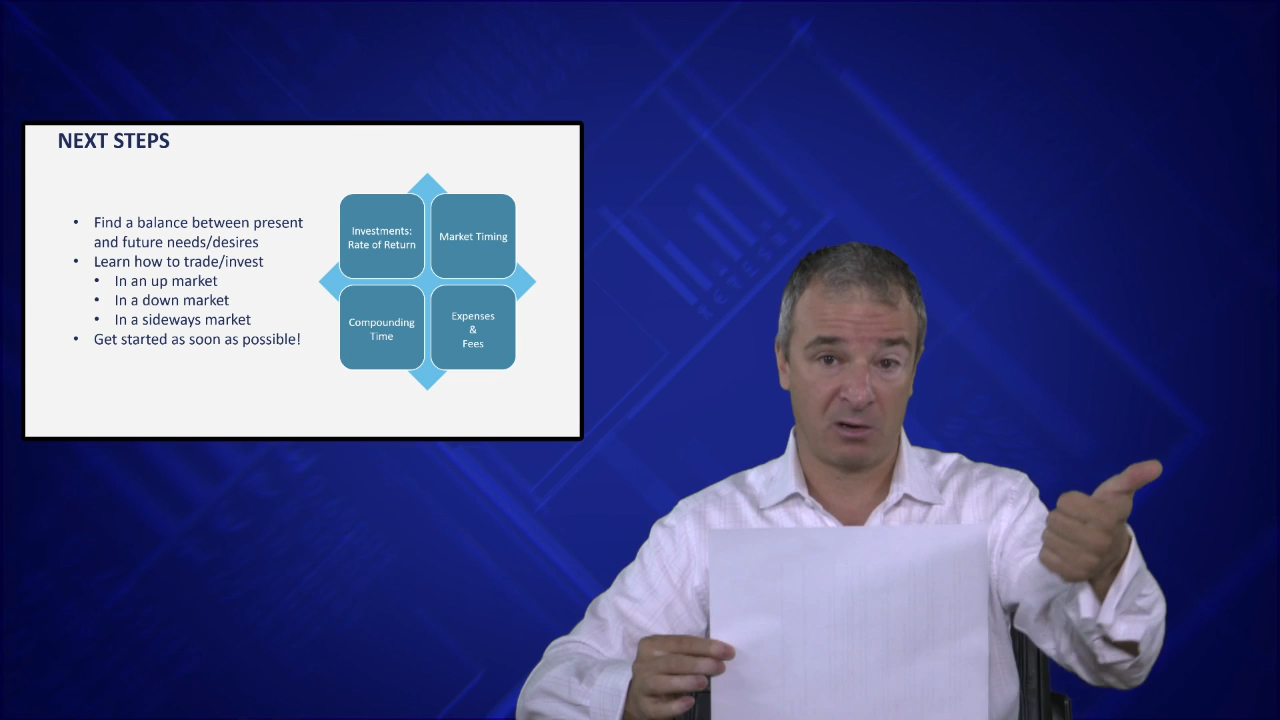 NEXT STEPS
• Find a balance between present
and future needs/desires
• Learn how to trade/invest
• In an up market
• In a down market
• In a sideways market
• Get started as soon as possible!
Investments:
Rate of Return
Market Timing
Compounding
Time
Expenses
&
Fees